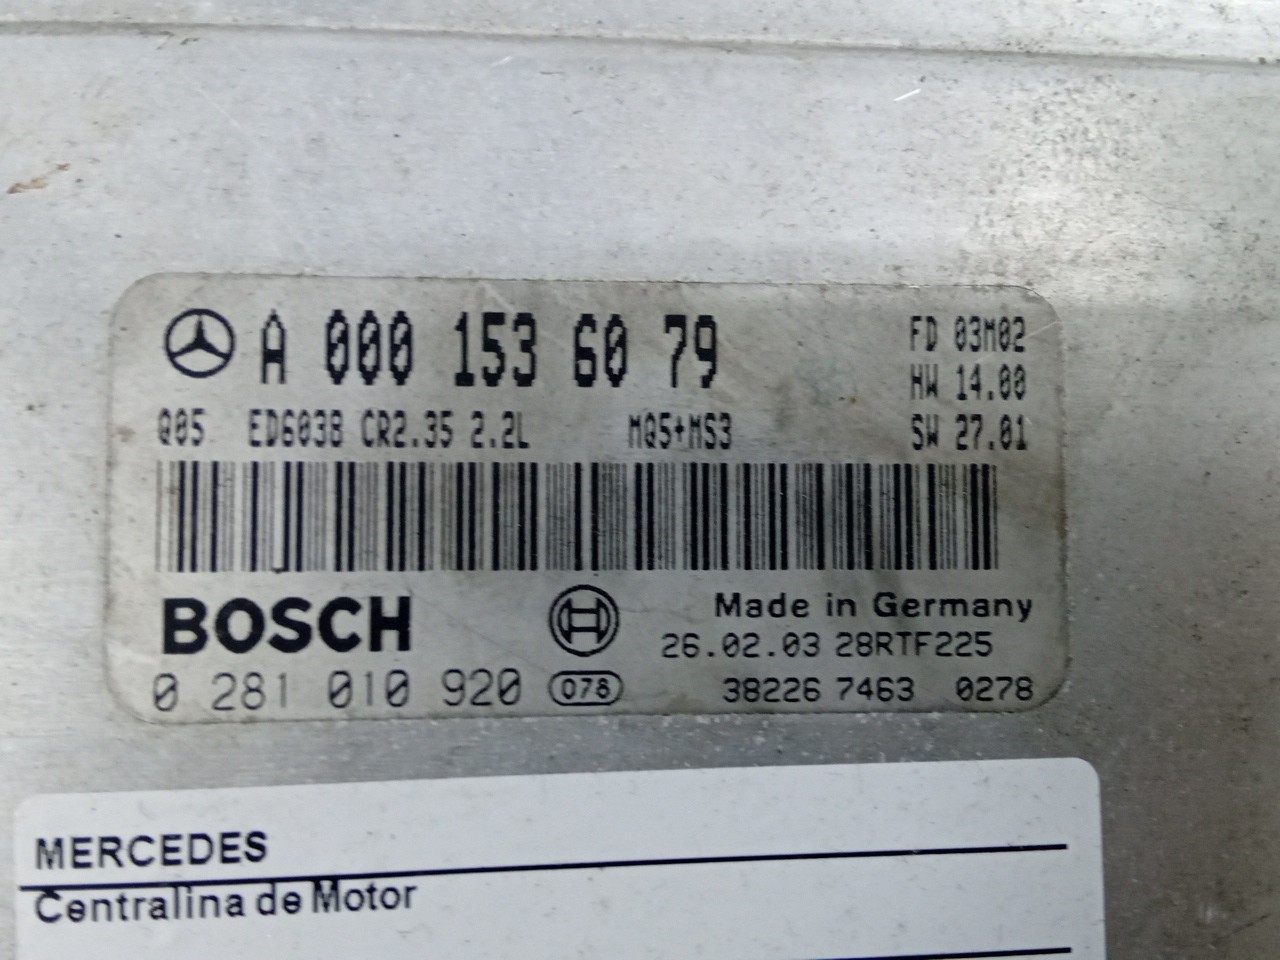 A 000 153 60 79
FD 03M02
HW 14.00
Q05 ED6038 CR2.35 2.2L MQ5+MS3 SW 27.01
BOSCH
Made in Germany
26.02.03 28RTF225
0 281 010 920 078 38226 7463 0278
MERCEDES
Centralina de Motor